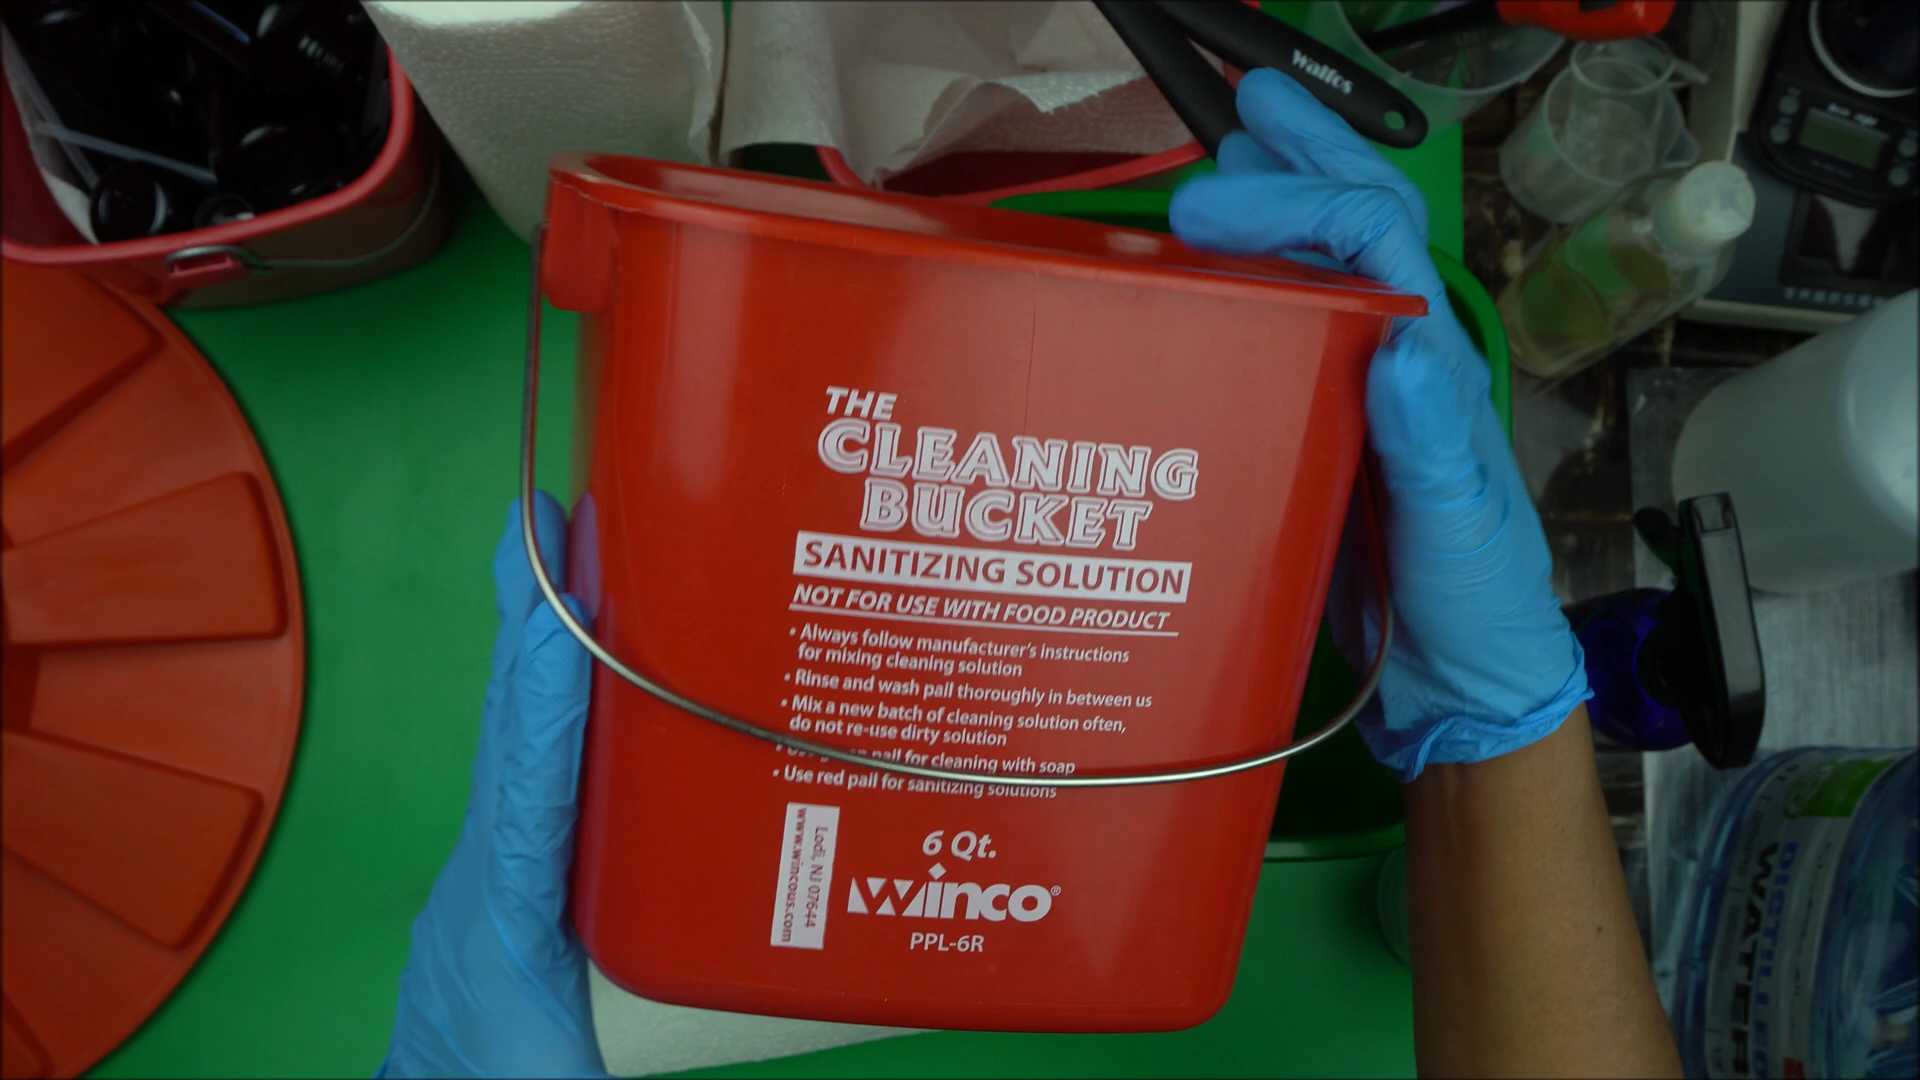 Walfos
THE
CLEANING
BUCKET
SANITIZING SOLUTION
NOT FOR USE WITH FOOD PRODUCT
• Always follow manufacturer's instructions
for mixing cleaning solution
• Rinse and wash pail thoroughly in between us
• Mix a new batch of cleaning solution often,
do not re-use dirty solution
pail for cleaning with soap
• Use red pail for sanitizing solutions
Lodi, NJ 07644
www.wincous.com
6 Qt.
Winco®
PPL-6R
DISTILLED
WATER